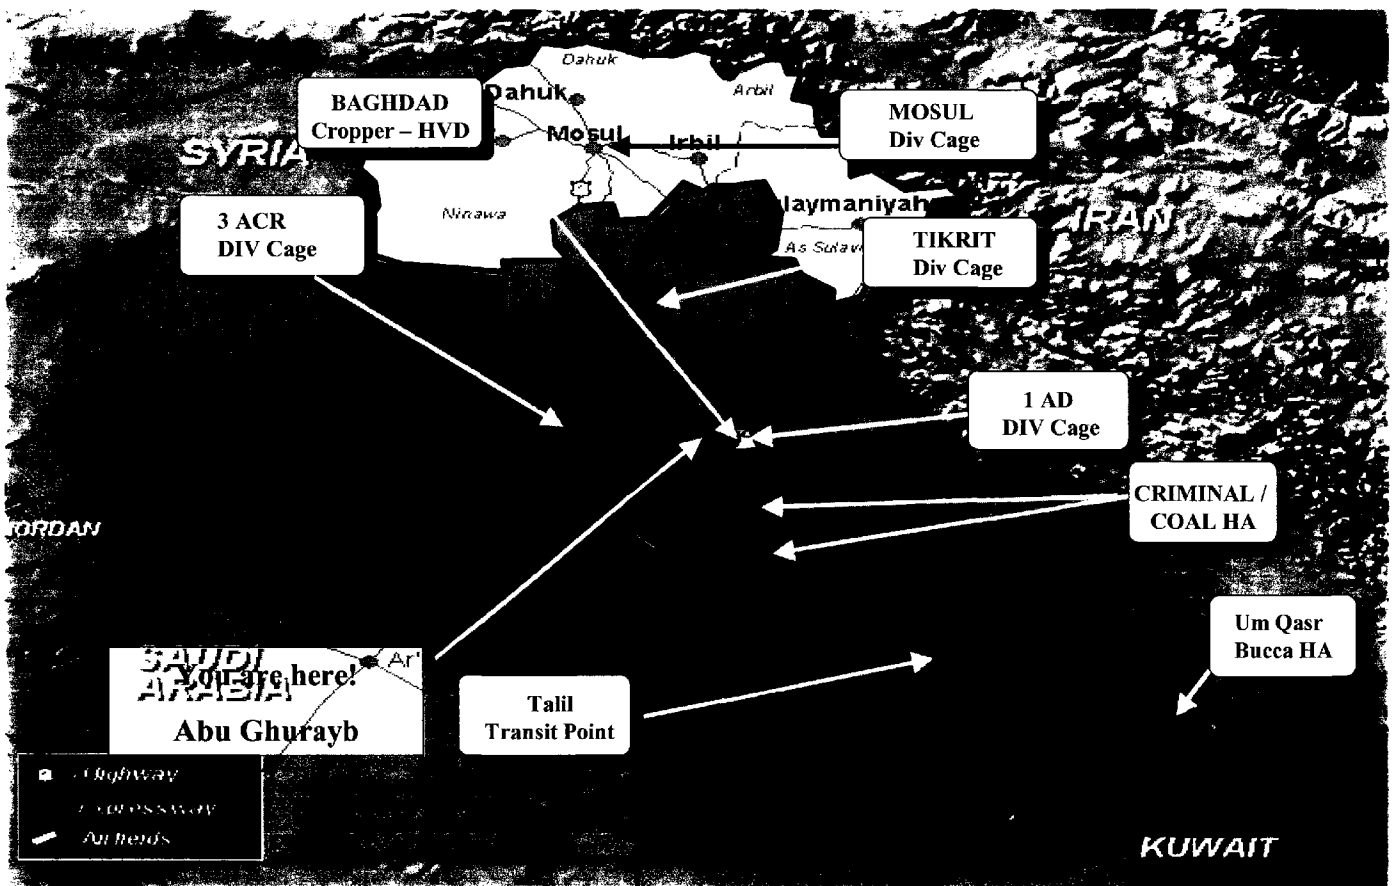 Dahuk
Dahuk
Arbil
BAGHDAD
Cropper – HVD
MOSUL
Div Cage
Mosul
Irbil
SYRIA
Ninawa
laymaniyah
As Sulay
IRAN
3 ACR
DIV Cage
TIKRIT
Div Cage
1 AD
DIV Cage
CRIMINAL /
COAL HA
JORDAN
Um Qasr
Bucca HA
SAUDI
ARABIA
Ar'
You are here!
Abu Ghurayb
Talil
Transit Point
Highway
Expressway
Airfields
KUWAIT